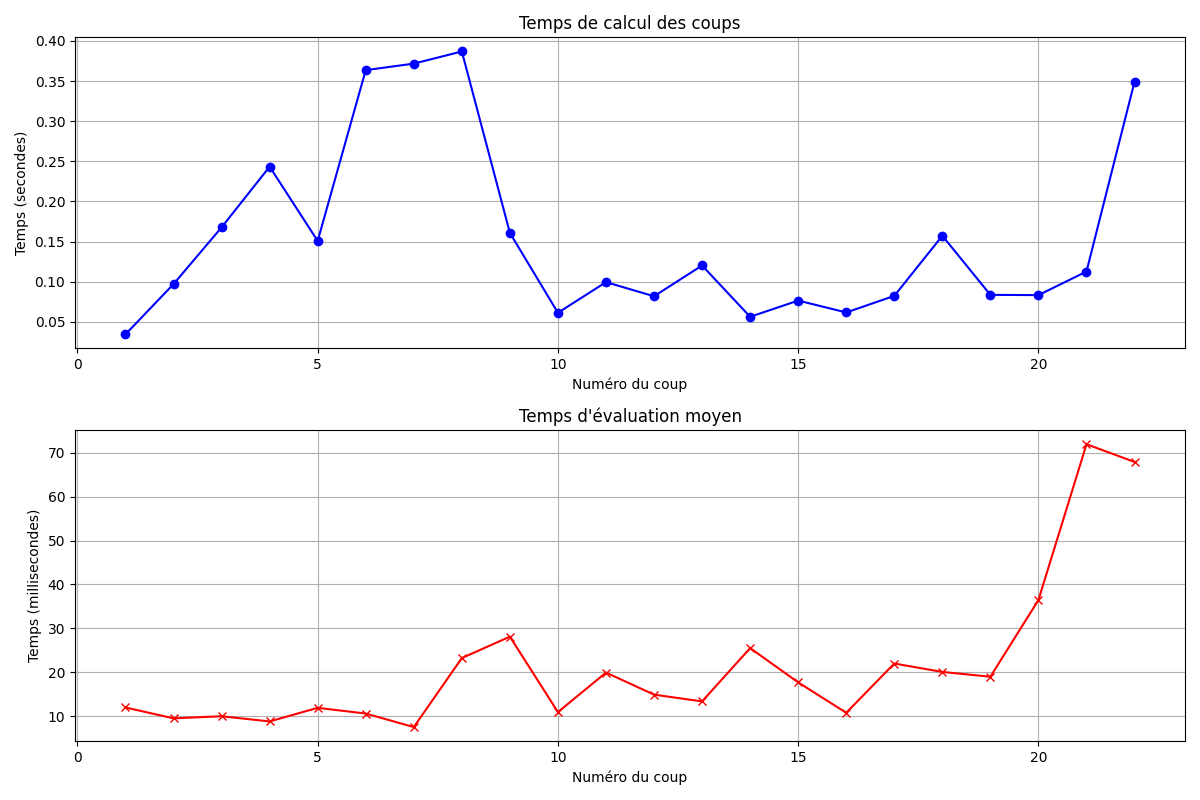 Temps de calcul des coups
0.40
0.35
0.30
0.25
0.20
0.15
0.10
0.05
Temps (secondes)
0 5 10 15 20
Numéro du coup
Temps d'évaluation moyen
70
60
50
40
30
20
10
Temps (millisecondes)
0 5 10 15 20
Numéro du coup